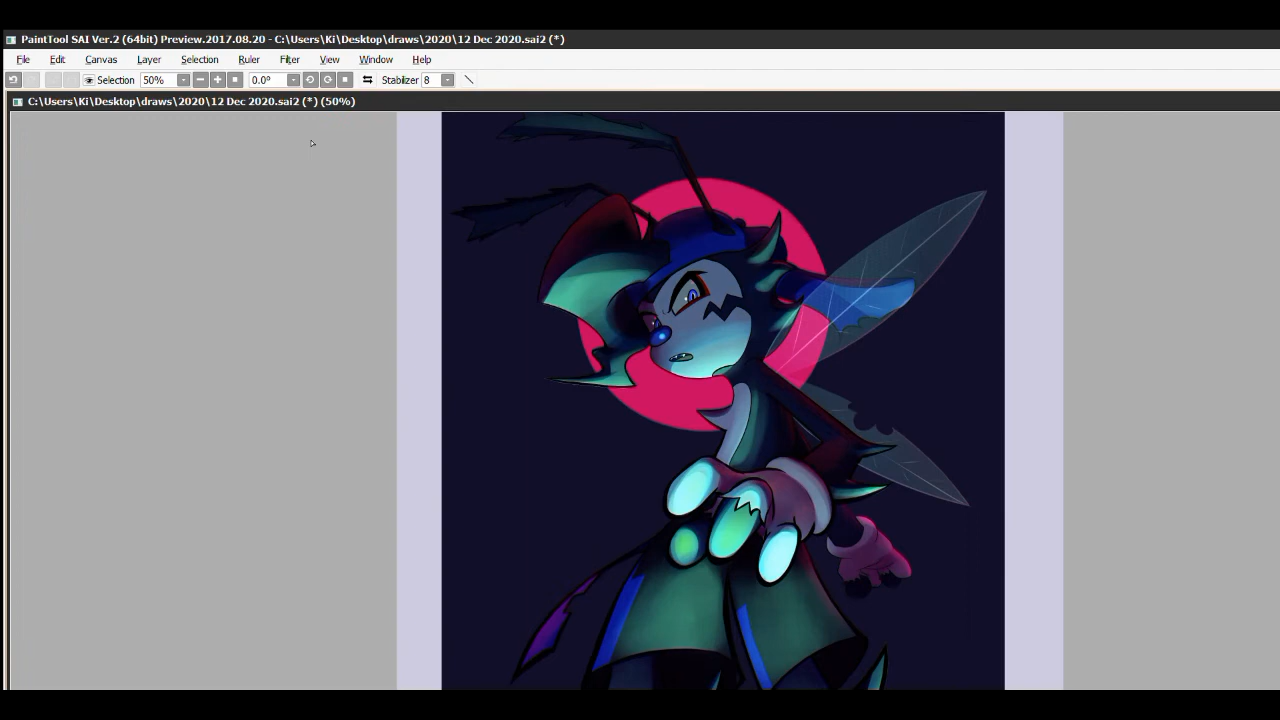 PaintTool SAI Ver.2 (64bit) Preview.2017.08.20 - C:\Users\Ki\Desktop\draws\2020\12 Dec 2020.sai2 (*)
File Edit Canvas Layer Selection Ruler Filter View Window Help
Selection 50% 0.0º Stabilizer 8
C:\Users\Ki\Desktop\draws\2020\12 Dec 2020.sai2 (*) (50%)